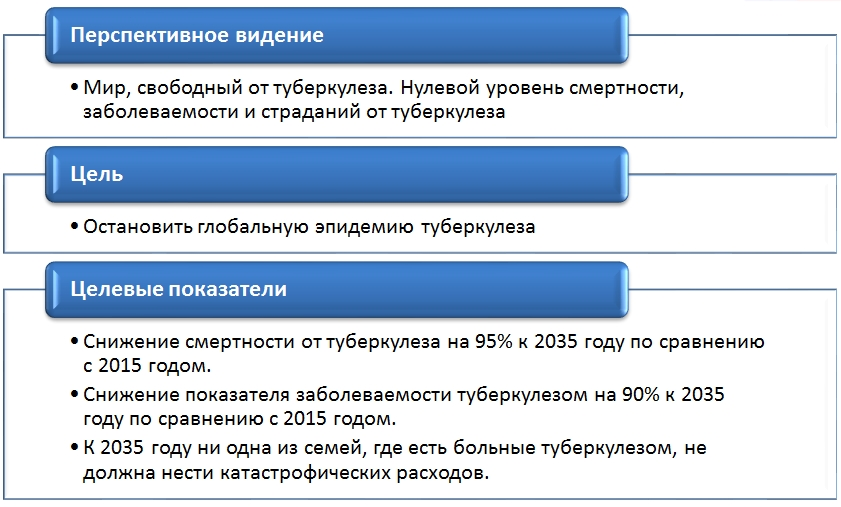 Перспективное видение
• Мир, свободный от туберкулеза. Нулевой уровень смертности,
заболеваемости и страданий от туберкулеза
Цель
• Остановить глобальную эпидемию туберкулеза
Целевые показатели
• Снижение смертности от туберкулеза на 95% к 2035 году по сравнению
с 2015 годом.
• Снижение показателя заболеваемости туберкулезом на 90% к 2035
году по сравнению с 2015 годом.
• К 2035 году ни одна из семей, где есть больные туберкулезом, не
должна нести катастрофических расходов.